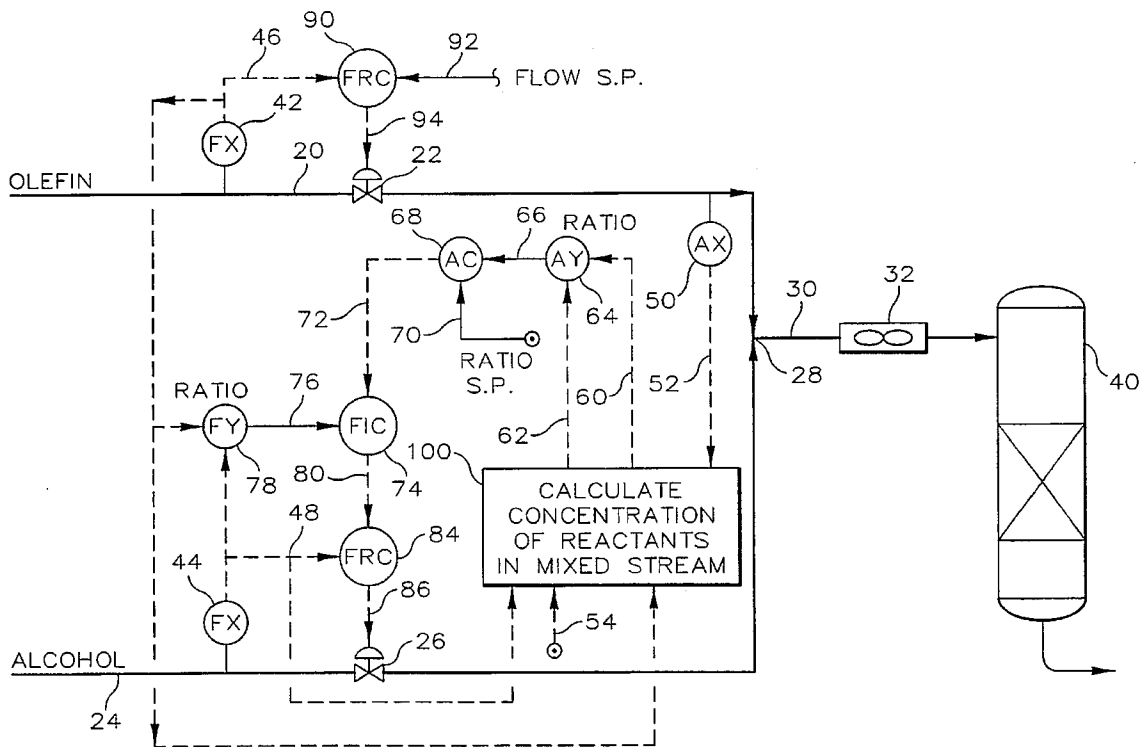 90
46
92
FRC
FLOW S.P.
42
94
FX
20
22
OLEFIN
68
66
RATIO
AC
AY
AX
50
64
72
70
RATIO
S.P.
30
32
28
40
52
60
62
RATIO
76
FY
FIC
78
74
100
80
CALCULATE
CONCENTRATION
OF REACTANTS
IN MIXED STREAM
48
FRC
84
44
86
FX
54
26
ALCOHOL
24